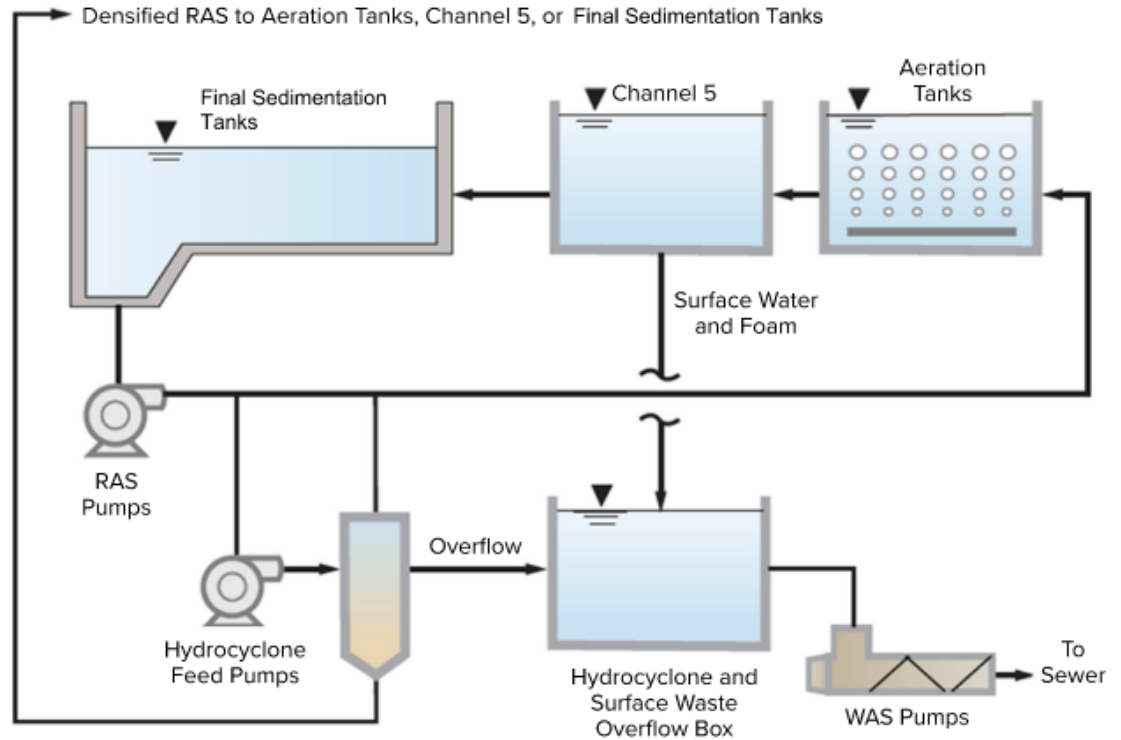 Densified RAS to Aeration Tanks, Channel 5, or Final Sedimentation Tanks
Final Sedimentation
Tanks
Channel 5
Aeration
Tanks
Surface Water
and Foam
RAS
Pumps
Overflow
Hydrocyclone
Feed Pumps
Hydrocyclone and
Surface Waste
Overflow Box
WAS Pumps
To
Sewer